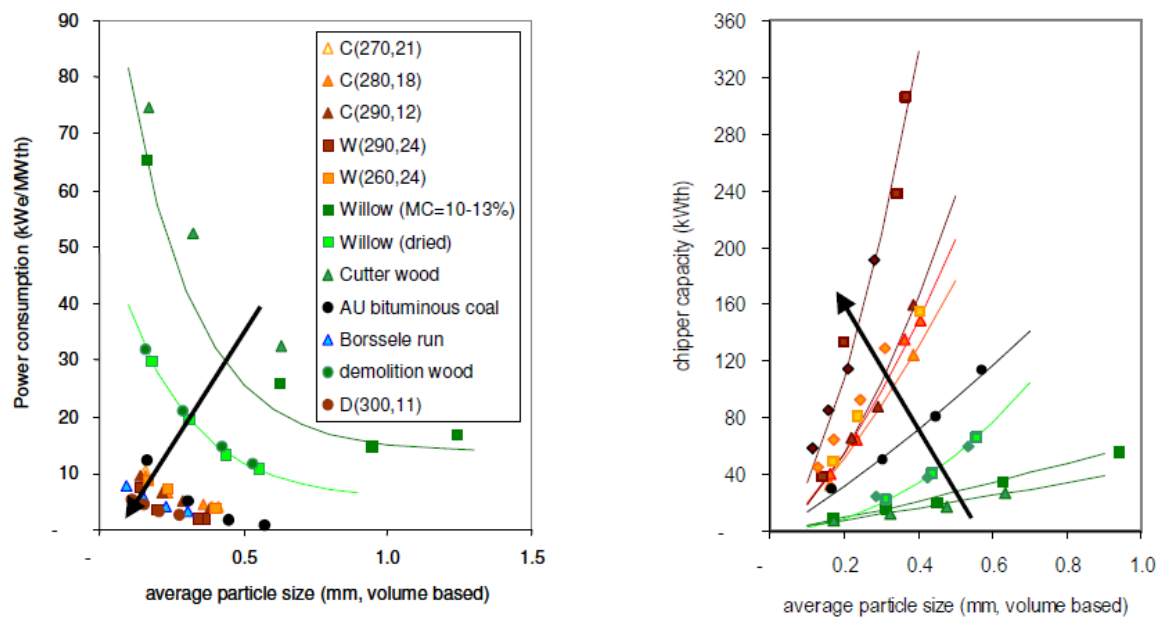 90
80
70
60
50
40
30
20
10
-
-
0.5
1.0
1.5
Power consumption (kWe/MWth)
average particle size (mm, volume based)
C(270,21)
C(280,18)
C(290,12)
W(290,24)
W(260,24)
Willow (MC=10-13%)
Willow (dried)
Cutter wood
AU bituminous coal
Borssele run
demolition wood
D(300,11)
360
320
280
240
200
160
120
80
40
-
-
0.2
0.4
0.6
0.8
1.0
chipper capacity (kWth)
average particle size (mm, volume based)